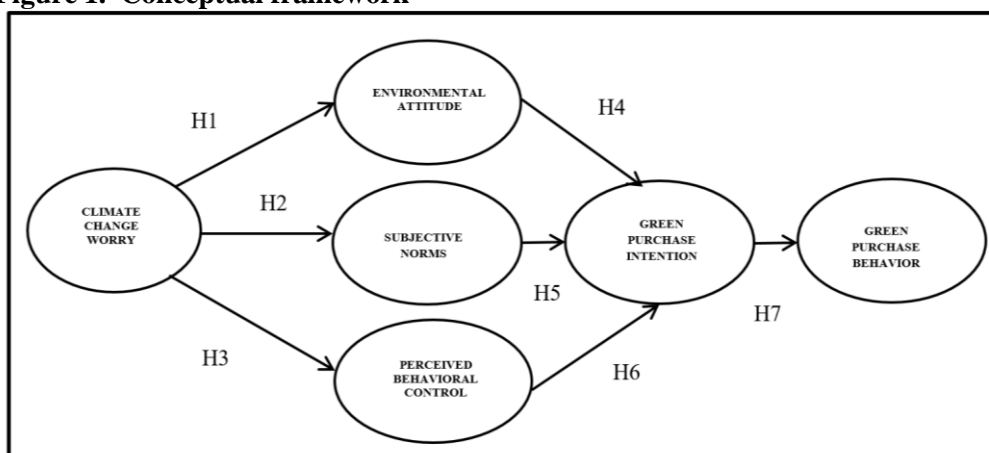 Figure 1. Conceptual framework
ENVIRONMENTAL
ATTITUDE
H1
H4
CLIMATE
CHANGE
WORRY
H2
SUBJECTIVE
NORMS
H5
GREEN
PURCHASE
INTENTION
H7
GREEN
PURCHASE
BEHAVIOR
H3
PERCEIVED
BEHAVIORAL
CONTROL
H6